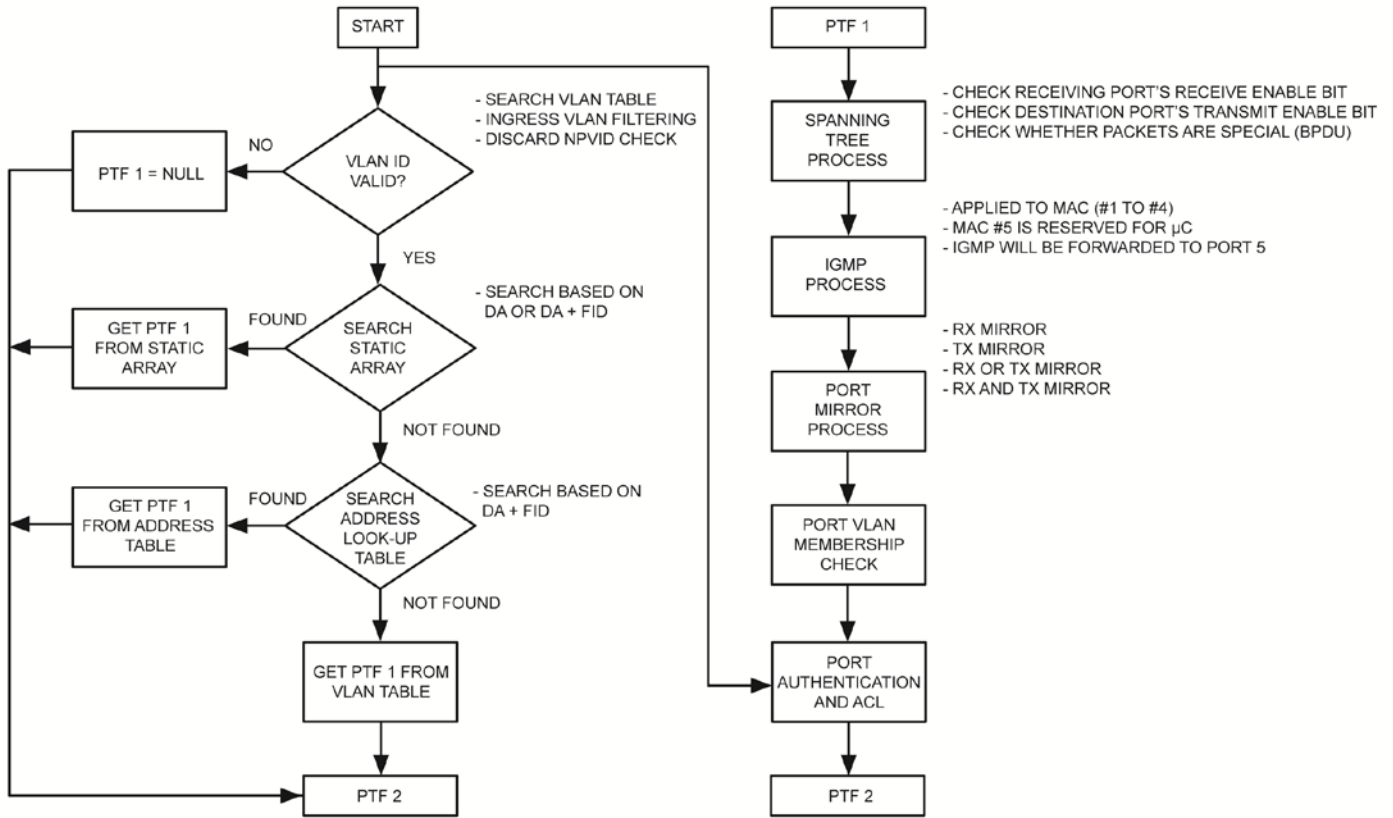 START
- SEARCH VLAN TABLE
- INGRESS VLAN FILTERING
- DISCARD NPVID CHECK
NO
VLAN ID
VALID?
PTF 1 = NULL
YES
- SEARCH BASED ON
DA OR DA + FID
FOUND
SEARCH
STATIC
ARRAY
GET PTF 1
FROM STATIC
ARRAY
NOT FOUND
- SEARCH BASED ON
DA + FID
FOUND
SEARCH
ADDRESS
LOOK-UP
TABLE
GET PTF 1
FROM ADDRESS
TABLE
NOT FOUND
GET PTF 1 FROM
VLAN TABLE
PTF 2
PTF 1
SPANNING
TREE
PROCESS
- CHECK RECEIVING PORT'S RECEIVE ENABLE BIT
- CHECK DESTINATION PORT'S TRANSMIT ENABLE BIT
- CHECK WHETHER PACKETS ARE SPECIAL (BPDU)
IGMP
PROCESS
- APPLIED TO MAC (#1 TO #4)
- MAC #5 IS RESERVED FOR µC
- IGMP WILL BE FORWARDED TO PORT 5
PORT
MIRROR
PROCESS
- RX MIRROR
- TX MIRROR
- RX OR TX MIRROR
- RX AND TX MIRROR
PORT VLAN
MEMBERSHIP
CHECK
PORT
AUTHENTICATION
AND ACL
PTF 2